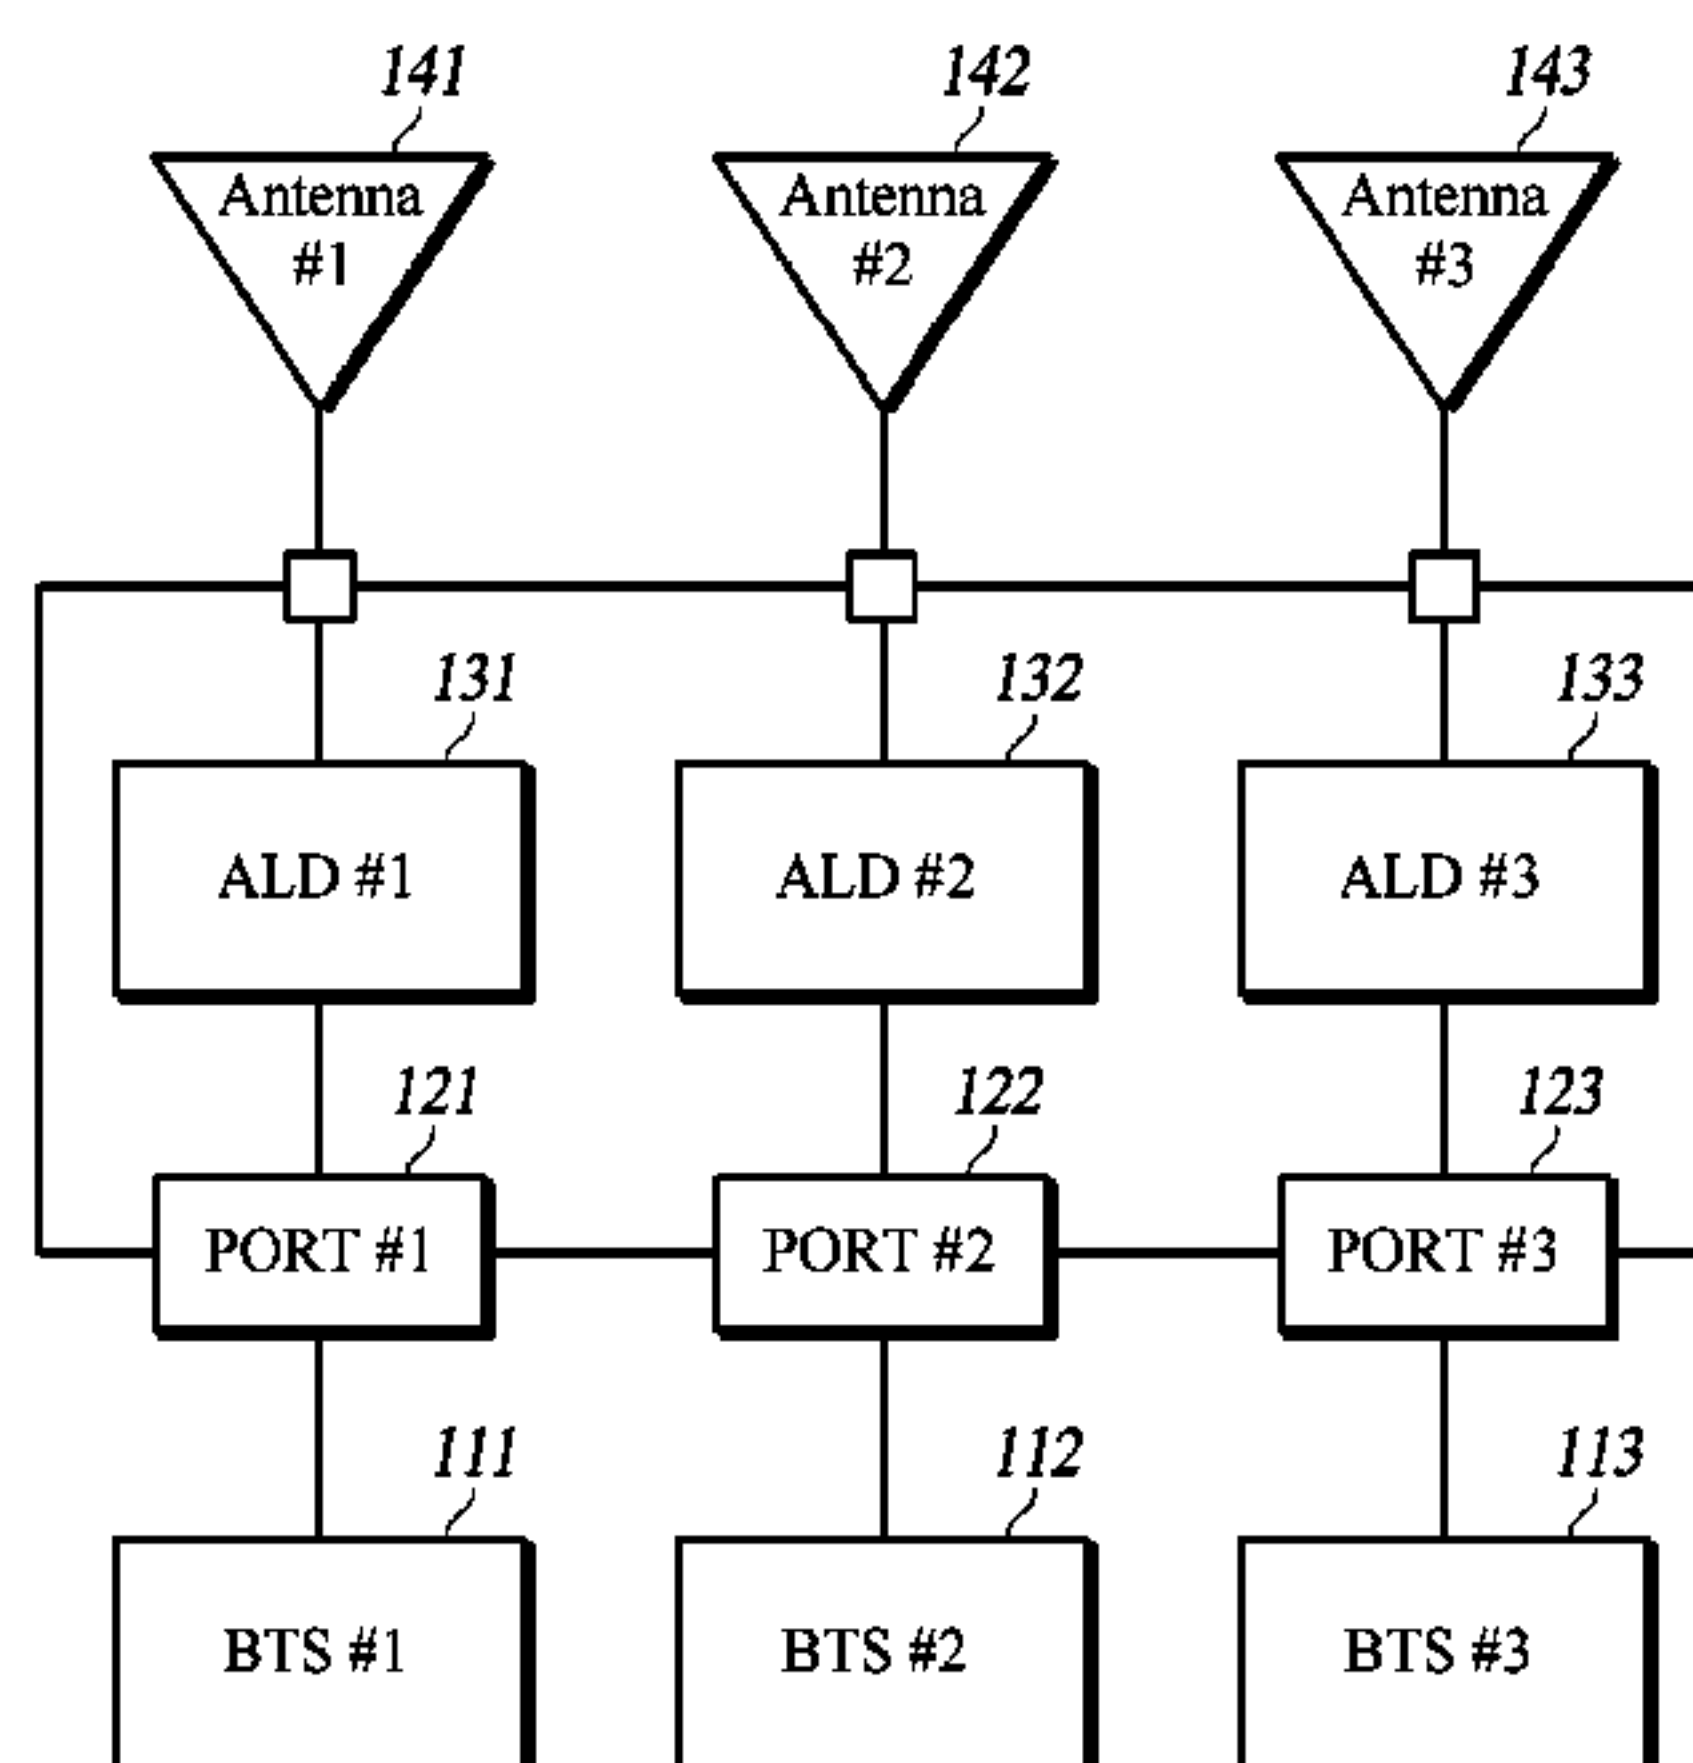 141 142 143
Antenna Antenna Antenna
#1 #2 #3
131 132 133
ALD #1 ALD #2 ALD #3
121 122 123
PORT #1 PORT #2 PORT #3
111 112 113
BTS #1 BTS #2 BTS #3